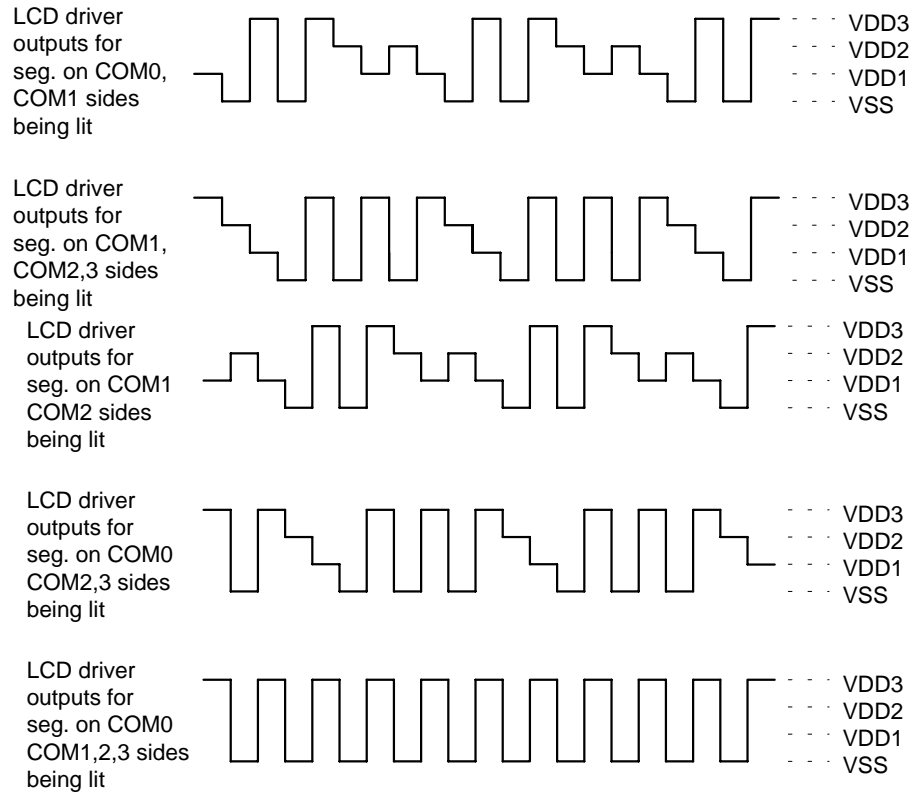 LCD driver
outputs for
seg. on COM0,
COM1 sides
being lit
VDD3
VDD2
VDD1
VSS
LCD driver
outputs for
seg. on COM1,
COM2,3 sides
being lit
VDD3
VDD2
VDD1
VSS
LCD driver
outputs for
seg. on COM1
COM2 sides
being lit
VDD3
VDD2
VDD1
VSS
LCD driver
outputs for
seg. on COM0
COM2,3 sides
being lit
VDD3
VDD2
VDD1
VSS
LCD driver
outputs for
seg. on COM0
COM1,2,3 sides
being lit
VDD3
VDD2
VDD1
VSS